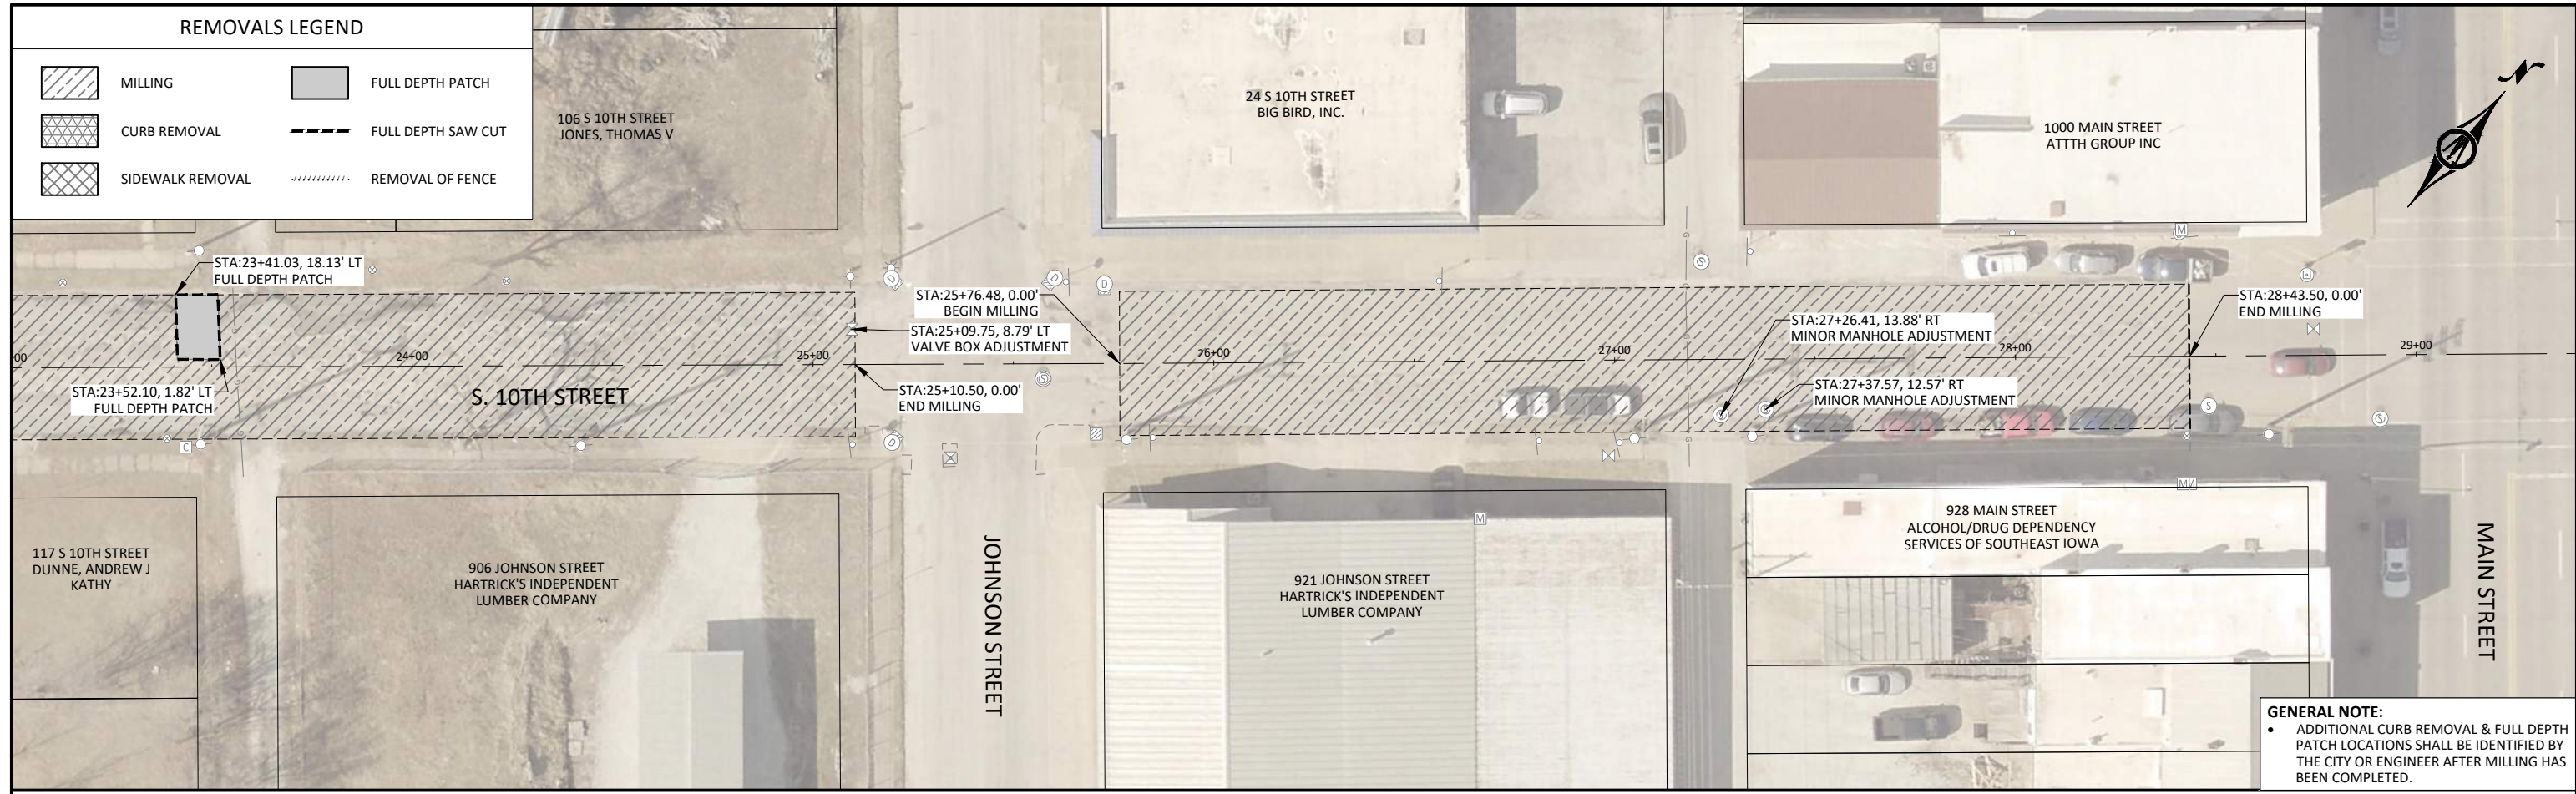 REMOVALS LEGEND
MILLING
FULL DEPTH PATCH
CURB REMOVAL
FULL DEPTH SAW CUT
SIDEWALK REMOVAL
REMOVAL OF FENCE
106 S 10TH STREET
JONES, THOMAS V
24 S 10TH STREET
BIG BIRD, INC.
1000 MAIN STREET
ATTTH GROUP INC
N
STA:23+41.03, 18.13' LT
FULL DEPTH PATCH
STA:25+76.48, 0.00'
BEGIN MILLING
STA:25+09.75, 8.79' LT
VALVE BOX ADJUSTMENT
STA:27+26.41, 13.88' RT
MINOR MANHOLE ADJUSTMENT
STA:28+43.50, 0.00'
END MILLING
00
24+00
25+00
26+00
27+00
28+00
29+00
STA:23+52.10, 1.82' LT
FULL DEPTH PATCH
S. 10TH STREET
STA:25+10.50, 0.00'
END MILLING
STA:27+37.57, 12.57' RT
MINOR MANHOLE ADJUSTMENT
D
D
D
D
S
S
S
S
S
S
C
M
M
M
M
117 S 10TH STREET
DUNNE, ANDREW J
KATHY
906 JOHNSON STREET
HARTRICK'S INDEPENDENT
LUMBER COMPANY
JOHNSON STREET
921 JOHNSON STREET
HARTRICK'S INDEPENDENT
LUMBER COMPANY
928 MAIN STREET
ALCOHOL/DRUG DEPENDENCY
SERVICES OF SOUTHEAST IOWA
MAIN STREET
GENERAL NOTE:
• ADDITIONAL CURB REMOVAL & FULL DEPTH
PATCH LOCATIONS SHALL BE IDENTIFIED BY
THE CITY OR ENGINEER AFTER MILLING HAS
BEEN COMPLETED.